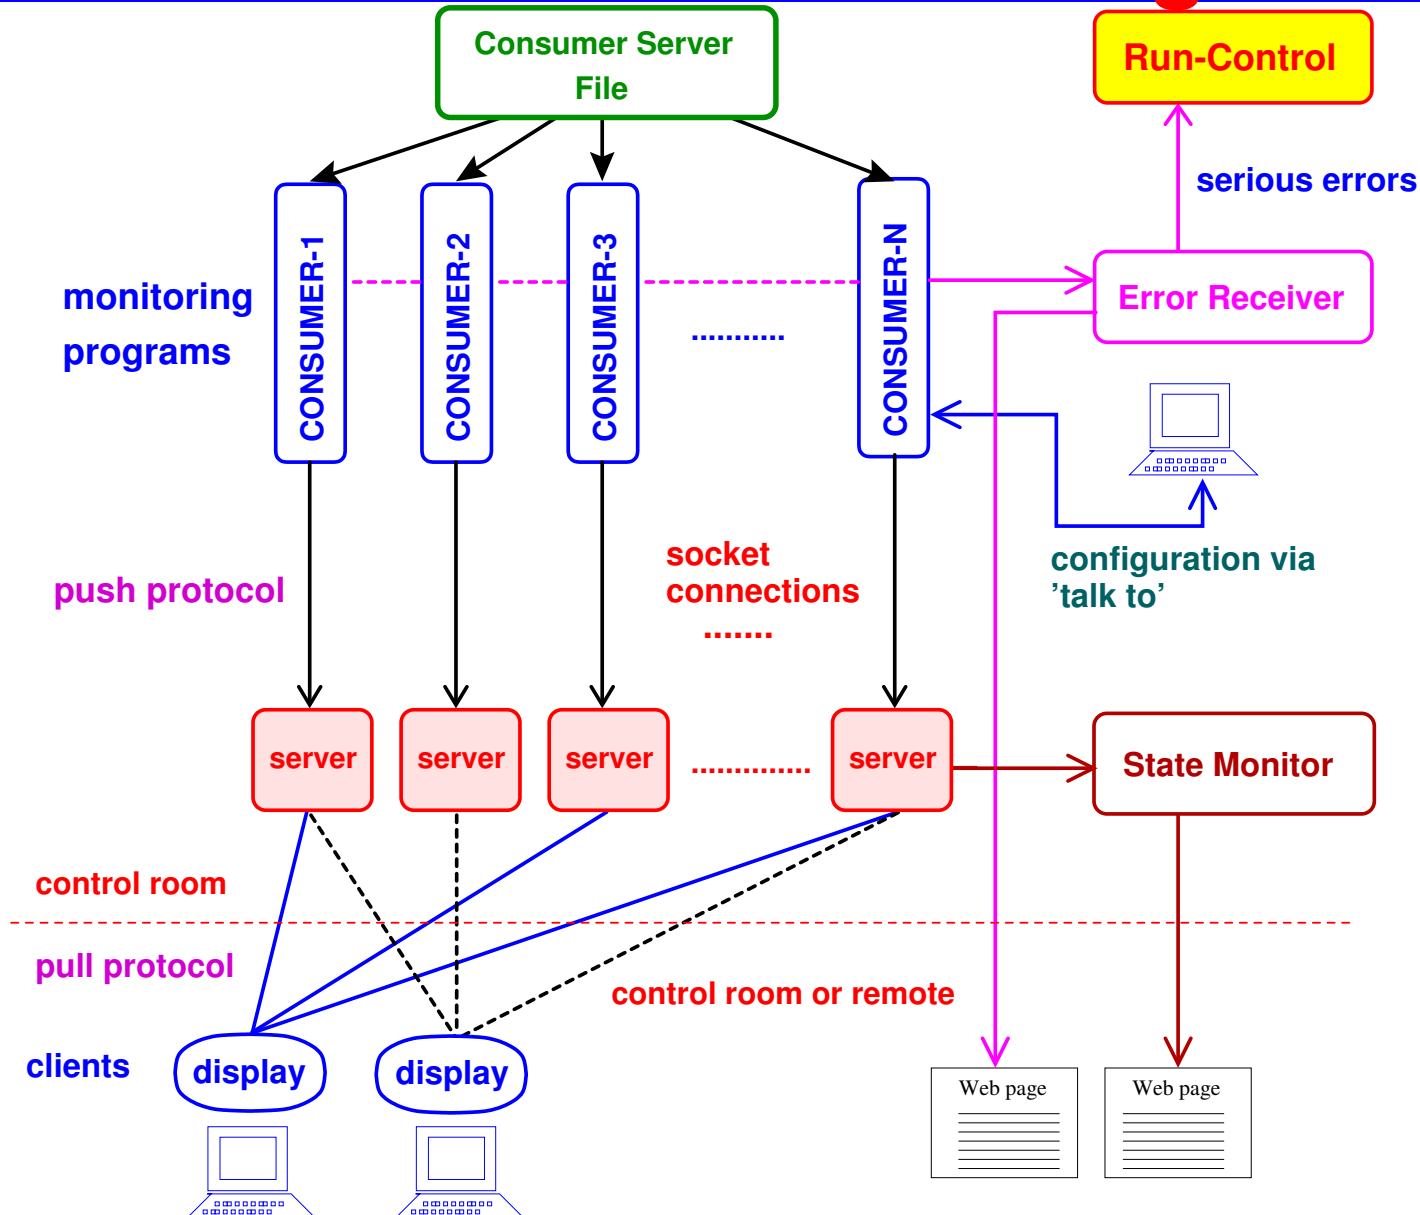 Consumer Server
File
Run-Control
serious errors
CONSUMER-1
CONSUMER-2
CONSUMER-3
CONSUMER-N
monitoring
programs
...........
Error Receiver
push protocol
socket
connections
.......
configuration via
’talk to’
server
server
server
..............
server
State Monitor
control room
pull protocol
control room or remote
clients
display
display
Web page
Web page